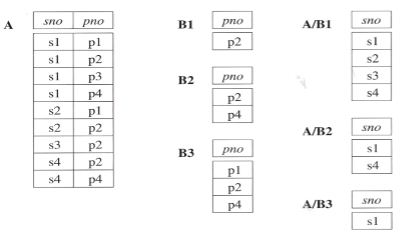 A
sno pno
s1 p1
s1 p2
s1 p3
s1 p4
s2 p1
s2 p2
s3 p2
s4 p2
s4 p4
B1
pno
p2
B2
pno
p2
p4
B3
pno
p1
p2
p4
A/B1
sno
s1
s2
s3
s4
A/B2
sno
s1
s4
A/B3
sno
s1